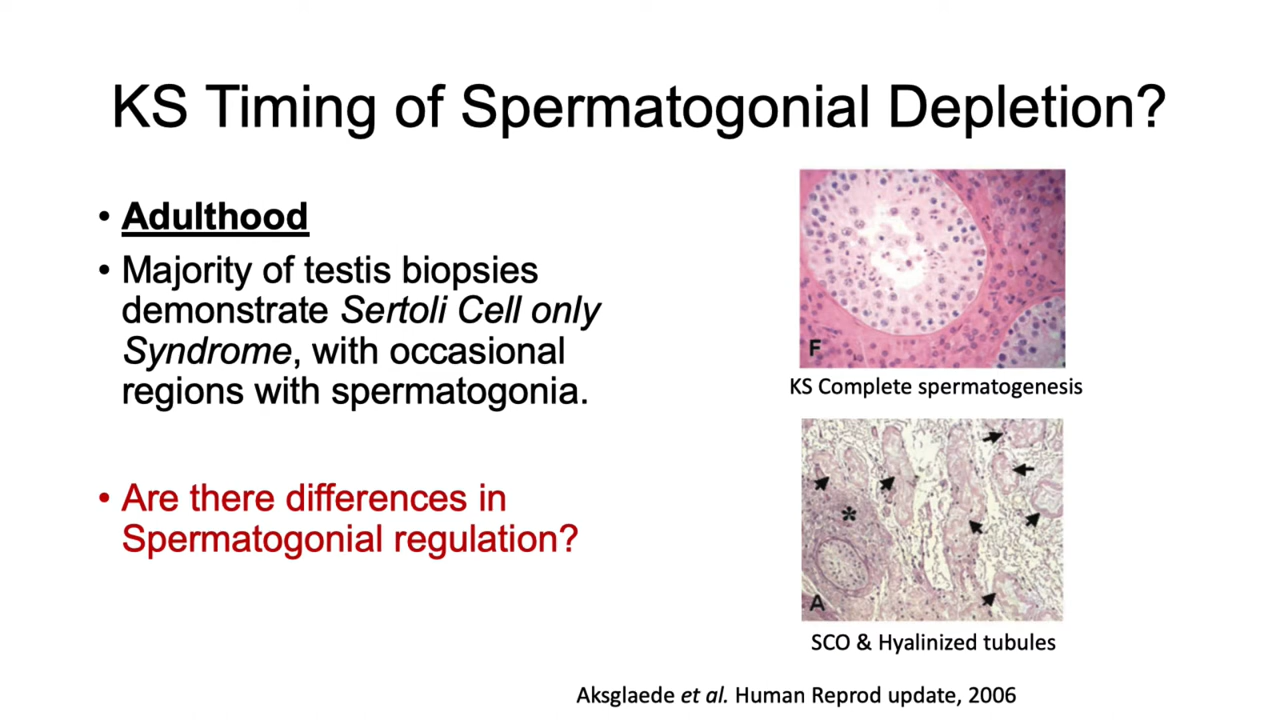 KS Timing of Spermatogonial Depletion?
• Adulthood
• Majority of testis biopsies
demonstrate Sertoli Cell only
Syndrome, with occasional
regions with spermatogonia.
• Are there differences in
Spermatogonial regulation?
F
KS Complete spermatogenesis
*
A
SCO & Hyalinized tubules
Aksglaede et al. Human Reprod update, 2006